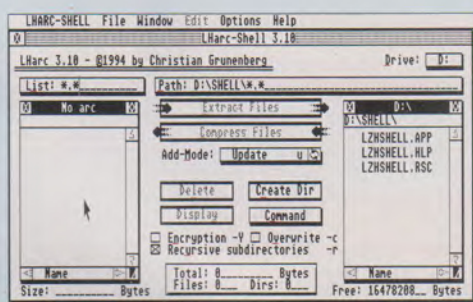 LHARC-SHELL File Window Edit Options Help
LHarc-Shell 3.10
LHarc 3.10 - @1994 by Christian Grunenberg
Drive: D:
List: *.*
Path: D:\SHELL\*.*
No arc
Extract Files
Compress Files
Add-Mode: Update u
Delete
Create Dir
Display
Command
Encryption -Y
Overwrite -c
Recursive subdirectories -r
D:\
D:\SHELL\
LZHSHELL.APP
LZHSHELL.HLP
LZHSHELL.RSC
Name
Total: 0 Bytes
Files: 0 Dirs: 0
Name
Size: Bytes
Free: 16478208 Bytes